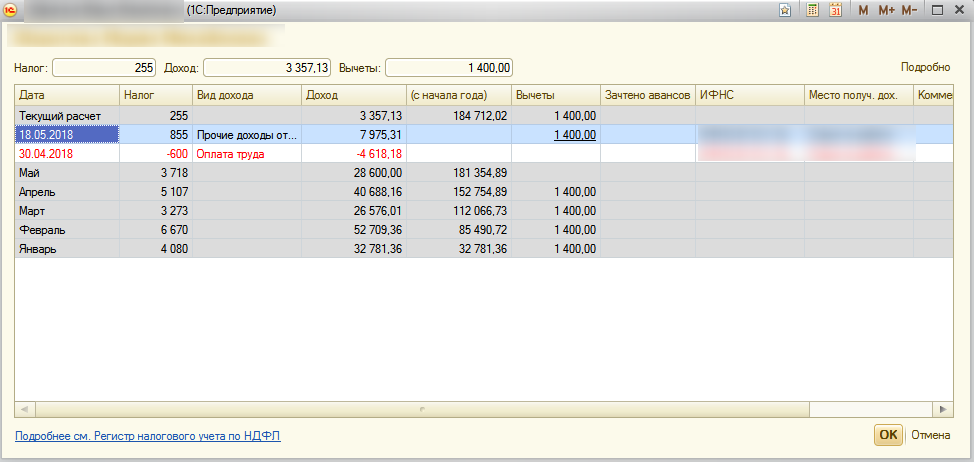 (1С:Предприятие) M M+ M-
Налог: 255 Доход: 3 357,13 Вычеты: 1 400,00 Подробно
Дата Налог Вид дохода Доход (с начала года) Вычеты Зачтено авансов ИФНС Место получ. дох. Комме
Текущий расчет 255 3 357,13 184 712,02 1 400,00
18.05.2018 855 Прочие доходы от... 7 975,31 1 400,00
30.04.2018 -600 Оплата труда -4 618,18
Май 3 718 28 600,00 181 354,89
Апрель 5 107 40 688,16 152 754,89 1 400,00
Март 3 273 26 576,01 112 066,73 1 400,00
Февраль 6 670 52 709,36 85 490,72 1 400,00
Январь 4 080 32 781,36 32 781,36 1 400,00
Подробнее см. Регистр налогового учета по НДФЛ OK Отмена